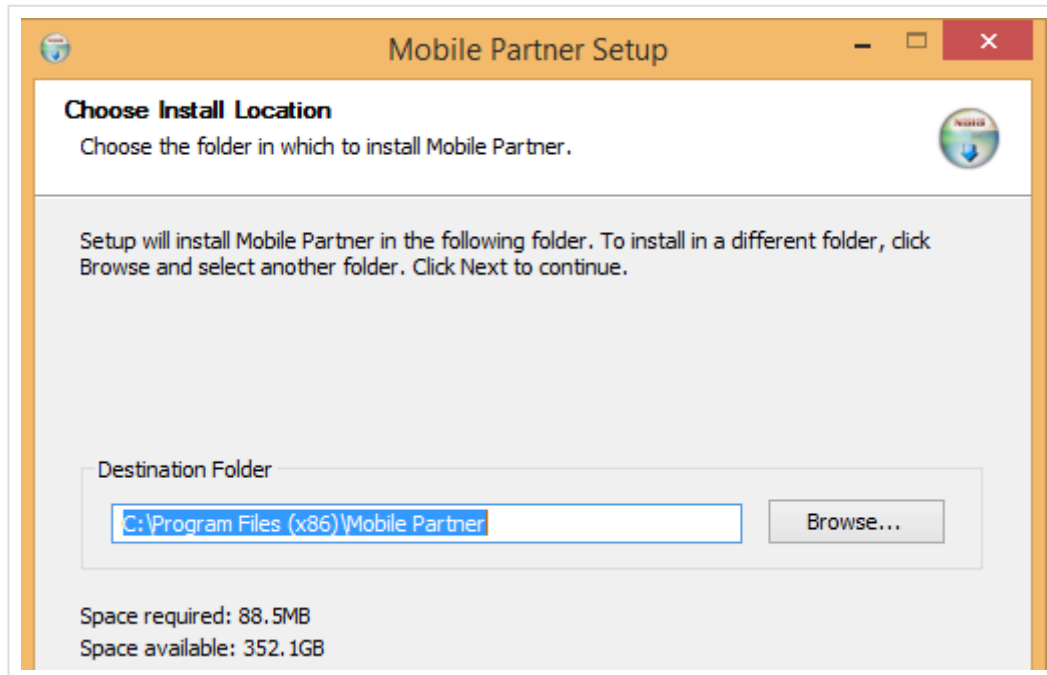 Mobile Partner Setup
Choose Install Location
Choose the folder in which to install Mobile Partner.
NSIS
Setup will install Mobile Partner in the following folder. To install in a different folder, click
Browse and select another folder. Click Next to continue.
Destination Folder
C:\Program Files (x86)\Mobile Partner
Browse...
Space required: 88.5MB
Space available: 352.1GB